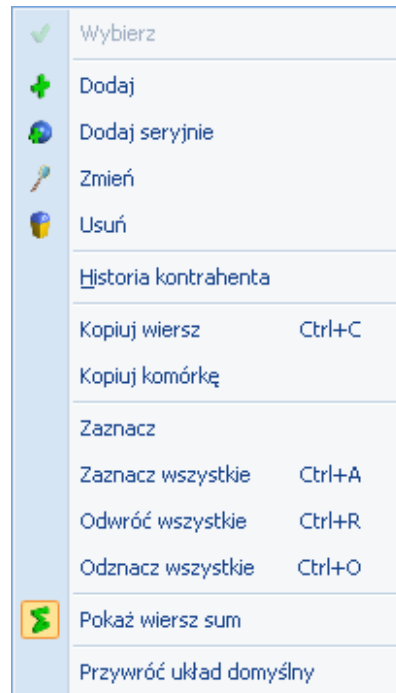 Wybierz
Dodaj
Dodaj seryjnie
Zmień
Usuń
Historia kontrahenta
Kopiuj wiersz Ctrl+C
Kopiuj komórkę
Zaznacz
Zaznacz wszystkie Ctrl+A
Odwróć wszystkie Ctrl+R
Odznacz wszystkie Ctrl+O
Pokaż wiersz sum
Przywróć układ domyślny